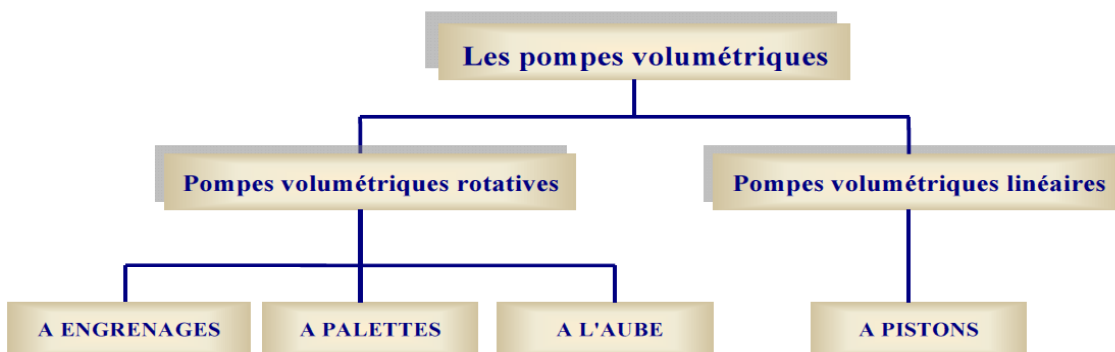 Les pompes volumétriques
Pompes volumétriques rotatives
Pompes volumétriques linéaires
A ENGRENAGES
A PALETTES
A L'AUBE
A PISTONS